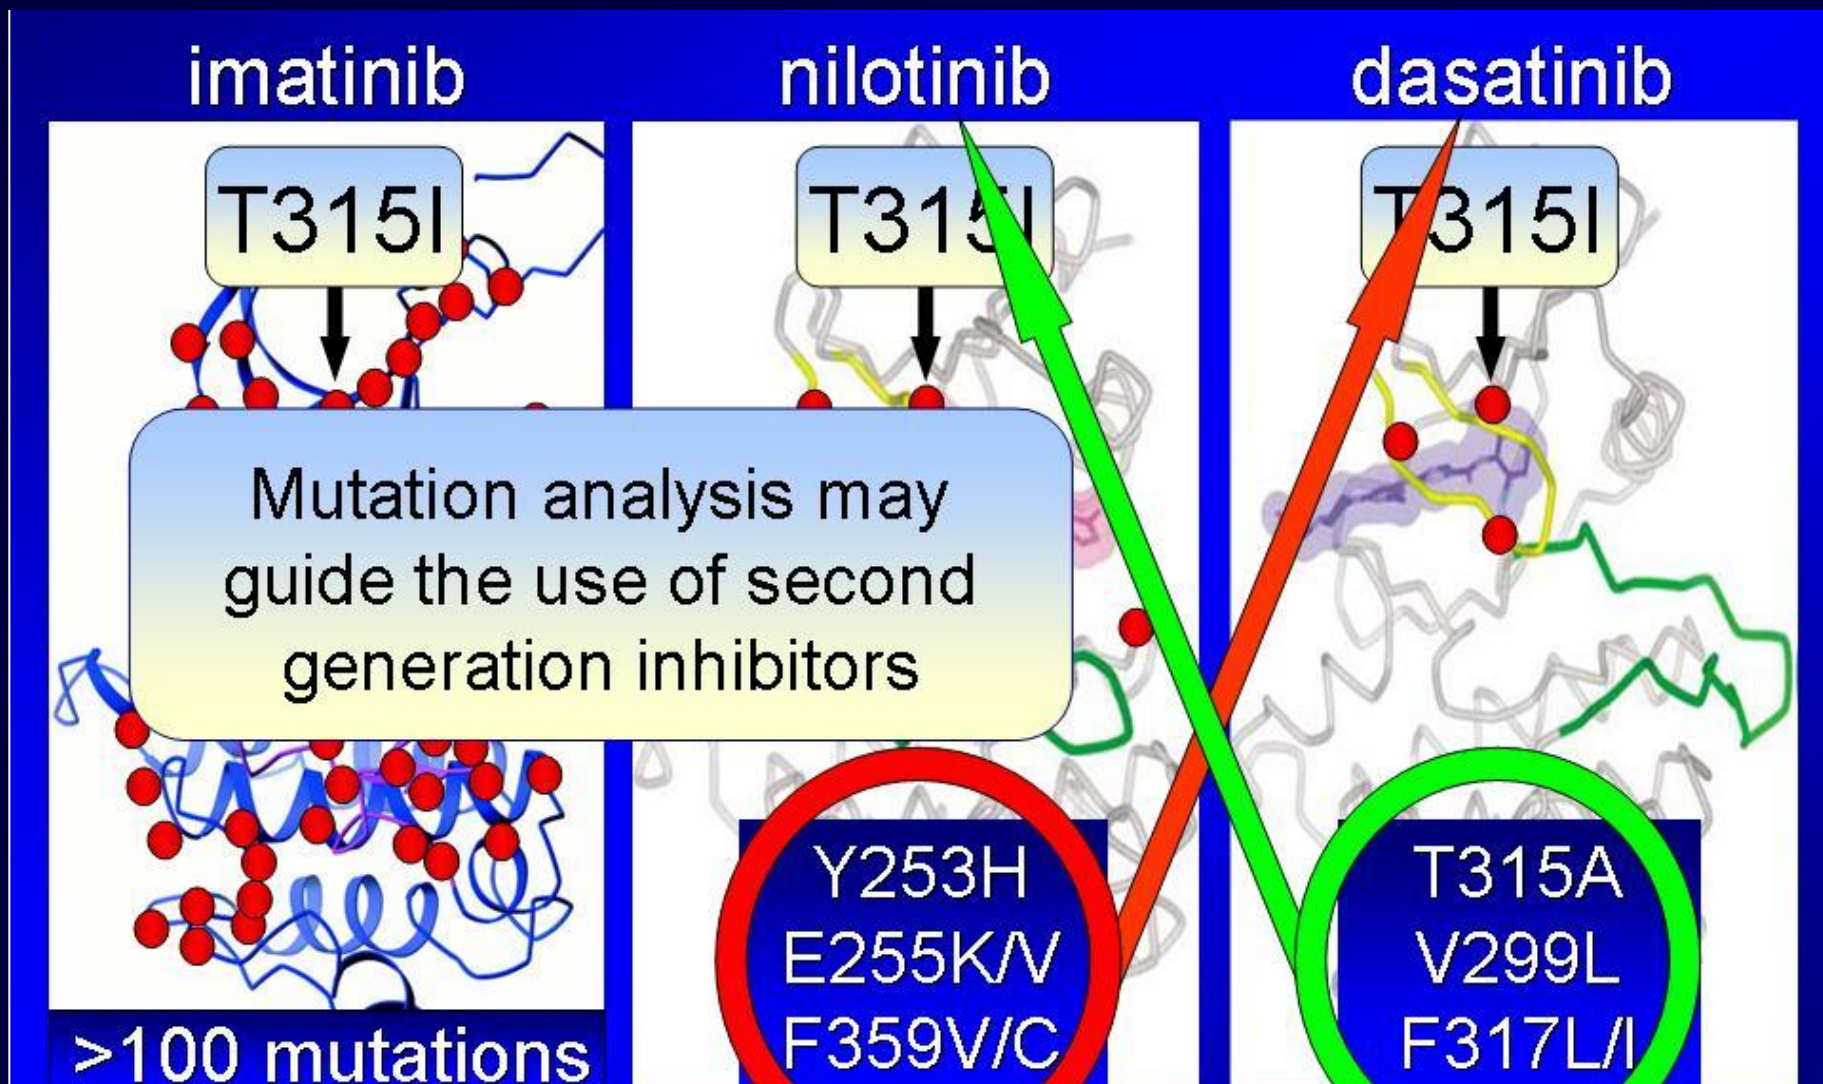 imatinib
nilotinib
dasatinib
T315I
T315I
T315I
Mutation analysis may
guide the use of second
generation inhibitors
>100 mutations
Y253H
E255K/V
F359V/C
T315A
V299L
F317L/I